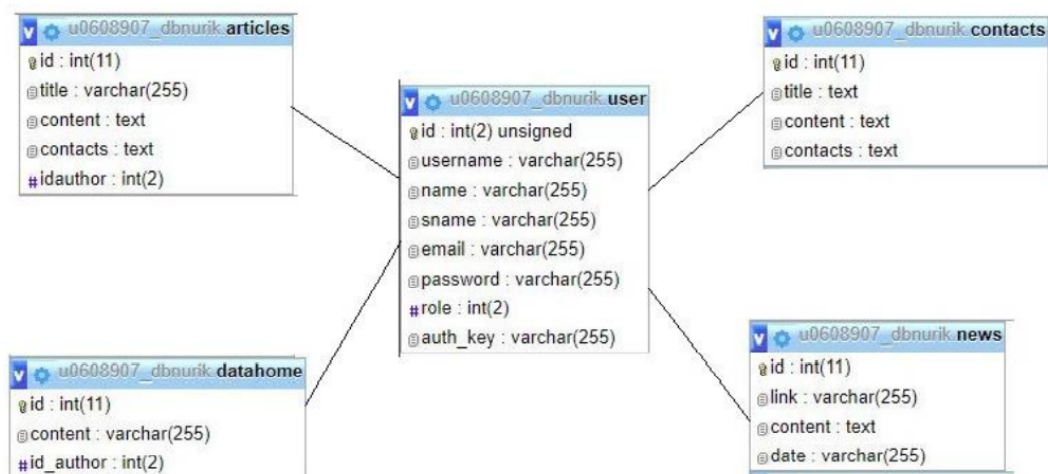 v u0608907_dbnurik.articles
id : int(11)
title : varchar(255)
content : text
contacts : text
#idauthor : int(2)
v u0608907_dbnurik.contacts
id : int(11)
title : text
content : text
contacts : text
v u0608907_dbnurik.user
id : int(2) unsigned
username : varchar(255)
name : varchar(255)
sname : varchar(255)
email : varchar(255)
password : varchar(255)
#role : int(2)
auth_key : varchar(255)
v u0608907_dbnurik.datahome
id : int(11)
content : varchar(255)
#id_author : int(2)
v u0608907_dbnurik.news
id : int(11)
link : varchar(255)
content : text
date : varchar(255)